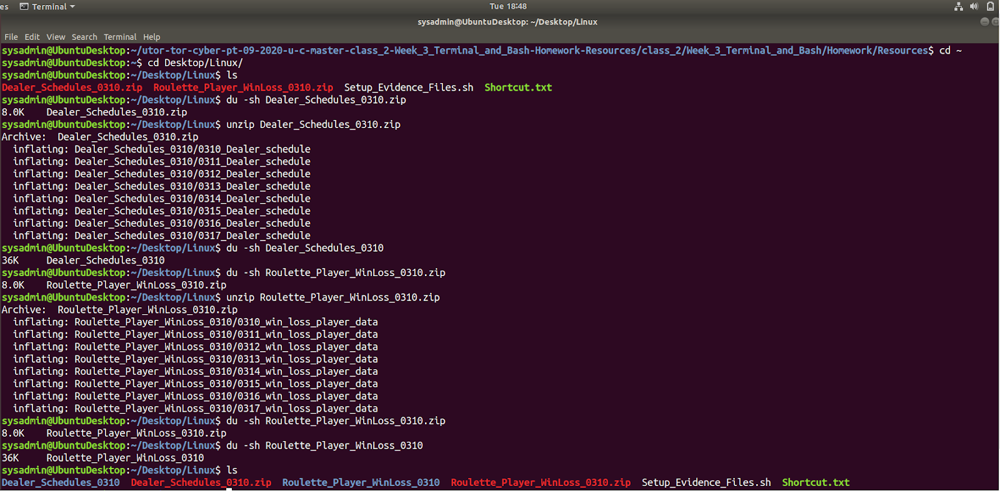 es Terminal Tue 18:48
sysadmin@UbuntuDesktop: ~/Desktop/Linux
File Edit View Search Terminal Help
sysadmin@UbuntuDesktop:~/utor-tor-cyber-pt-09-2020-u-c-master-class_2-Week_3_Terminal_and_Bash-Homework-Resources/class_2/Week_3_Terminal_and_Bash/Homework/Resources$ cd ~
sysadmin@UbuntuDesktop:~$ cd Desktop/Linux/
sysadmin@UbuntuDesktop:~/Desktop/Linux$ ls
Dealer_Schedules_0310.zip Roulette_Player_WinLoss_0310.zip Setup_Evidence_Files.sh Shortcut.txt
sysadmin@UbuntuDesktop:~/Desktop/Linux$ du -sh Dealer_Schedules_0310.zip
8.0K Dealer_Schedules_0310.zip
sysadmin@UbuntuDesktop:~/Desktop/Linux$ unzip Dealer_Schedules_0310.zip
Archive: Dealer_Schedules_0310.zip
inflating: Dealer_Schedules_0310/0310_Dealer_schedule
inflating: Dealer_Schedules_0310/0311_Dealer_schedule
inflating: Dealer_Schedules_0310/0312_Dealer_schedule
inflating: Dealer_Schedules_0310/0313_Dealer_schedule
inflating: Dealer_Schedules_0310/0314_Dealer_schedule
inflating: Dealer_Schedules_0310/0315_Dealer_schedule
inflating: Dealer_Schedules_0310/0316_Dealer_schedule
inflating: Dealer_Schedules_0310/0317_Dealer_schedule
sysadmin@UbuntuDesktop:~/Desktop/Linux$ du -sh Dealer_Schedules_0310
36K Dealer_Schedules_0310
sysadmin@UbuntuDesktop:~/Desktop/Linux$ du -sh Roulette_Player_WinLoss_0310.zip
8.0K Roulette_Player_WinLoss_0310.zip
sysadmin@UbuntuDesktop:~/Desktop/Linux$ unzip Roulette_Player_WinLoss_0310.zip
Archive: Roulette_Player_WinLoss_0310.zip
inflating: Roulette_Player_WinLoss_0310/0310_win_loss_player_data
inflating: Roulette_Player_WinLoss_0310/0311_win_loss_player_data
inflating: Roulette_Player_WinLoss_0310/0312_win_loss_player_data
inflating: Roulette_Player_WinLoss_0310/0313_win_loss_player_data
inflating: Roulette_Player_WinLoss_0310/0314_win_loss_player_data
inflating: Roulette_Player_WinLoss_0310/0315_win_loss_player_data
inflating: Roulette_Player_WinLoss_0310/0316_win_loss_player_data
inflating: Roulette_Player_WinLoss_0310/0317_win_loss_player_data
sysadmin@UbuntuDesktop:~/Desktop/Linux$ du -sh Roulette_Player_WinLoss_0310.zip
8.0K Roulette_Player_WinLoss_0310.zip
sysadmin@UbuntuDesktop:~/Desktop/Linux$ du -sh Roulette_Player_WinLoss_0310
36K Roulette_Player_WinLoss_0310
sysadmin@UbuntuDesktop:~/Desktop/Linux$ ls
Dealer_Schedules_0310 Dealer_Schedules_0310.zip Roulette_Player_WinLoss_0310 Roulette_Player_WinLoss_0310.zip Setup_Evidence_Files.sh Shortcut.txt